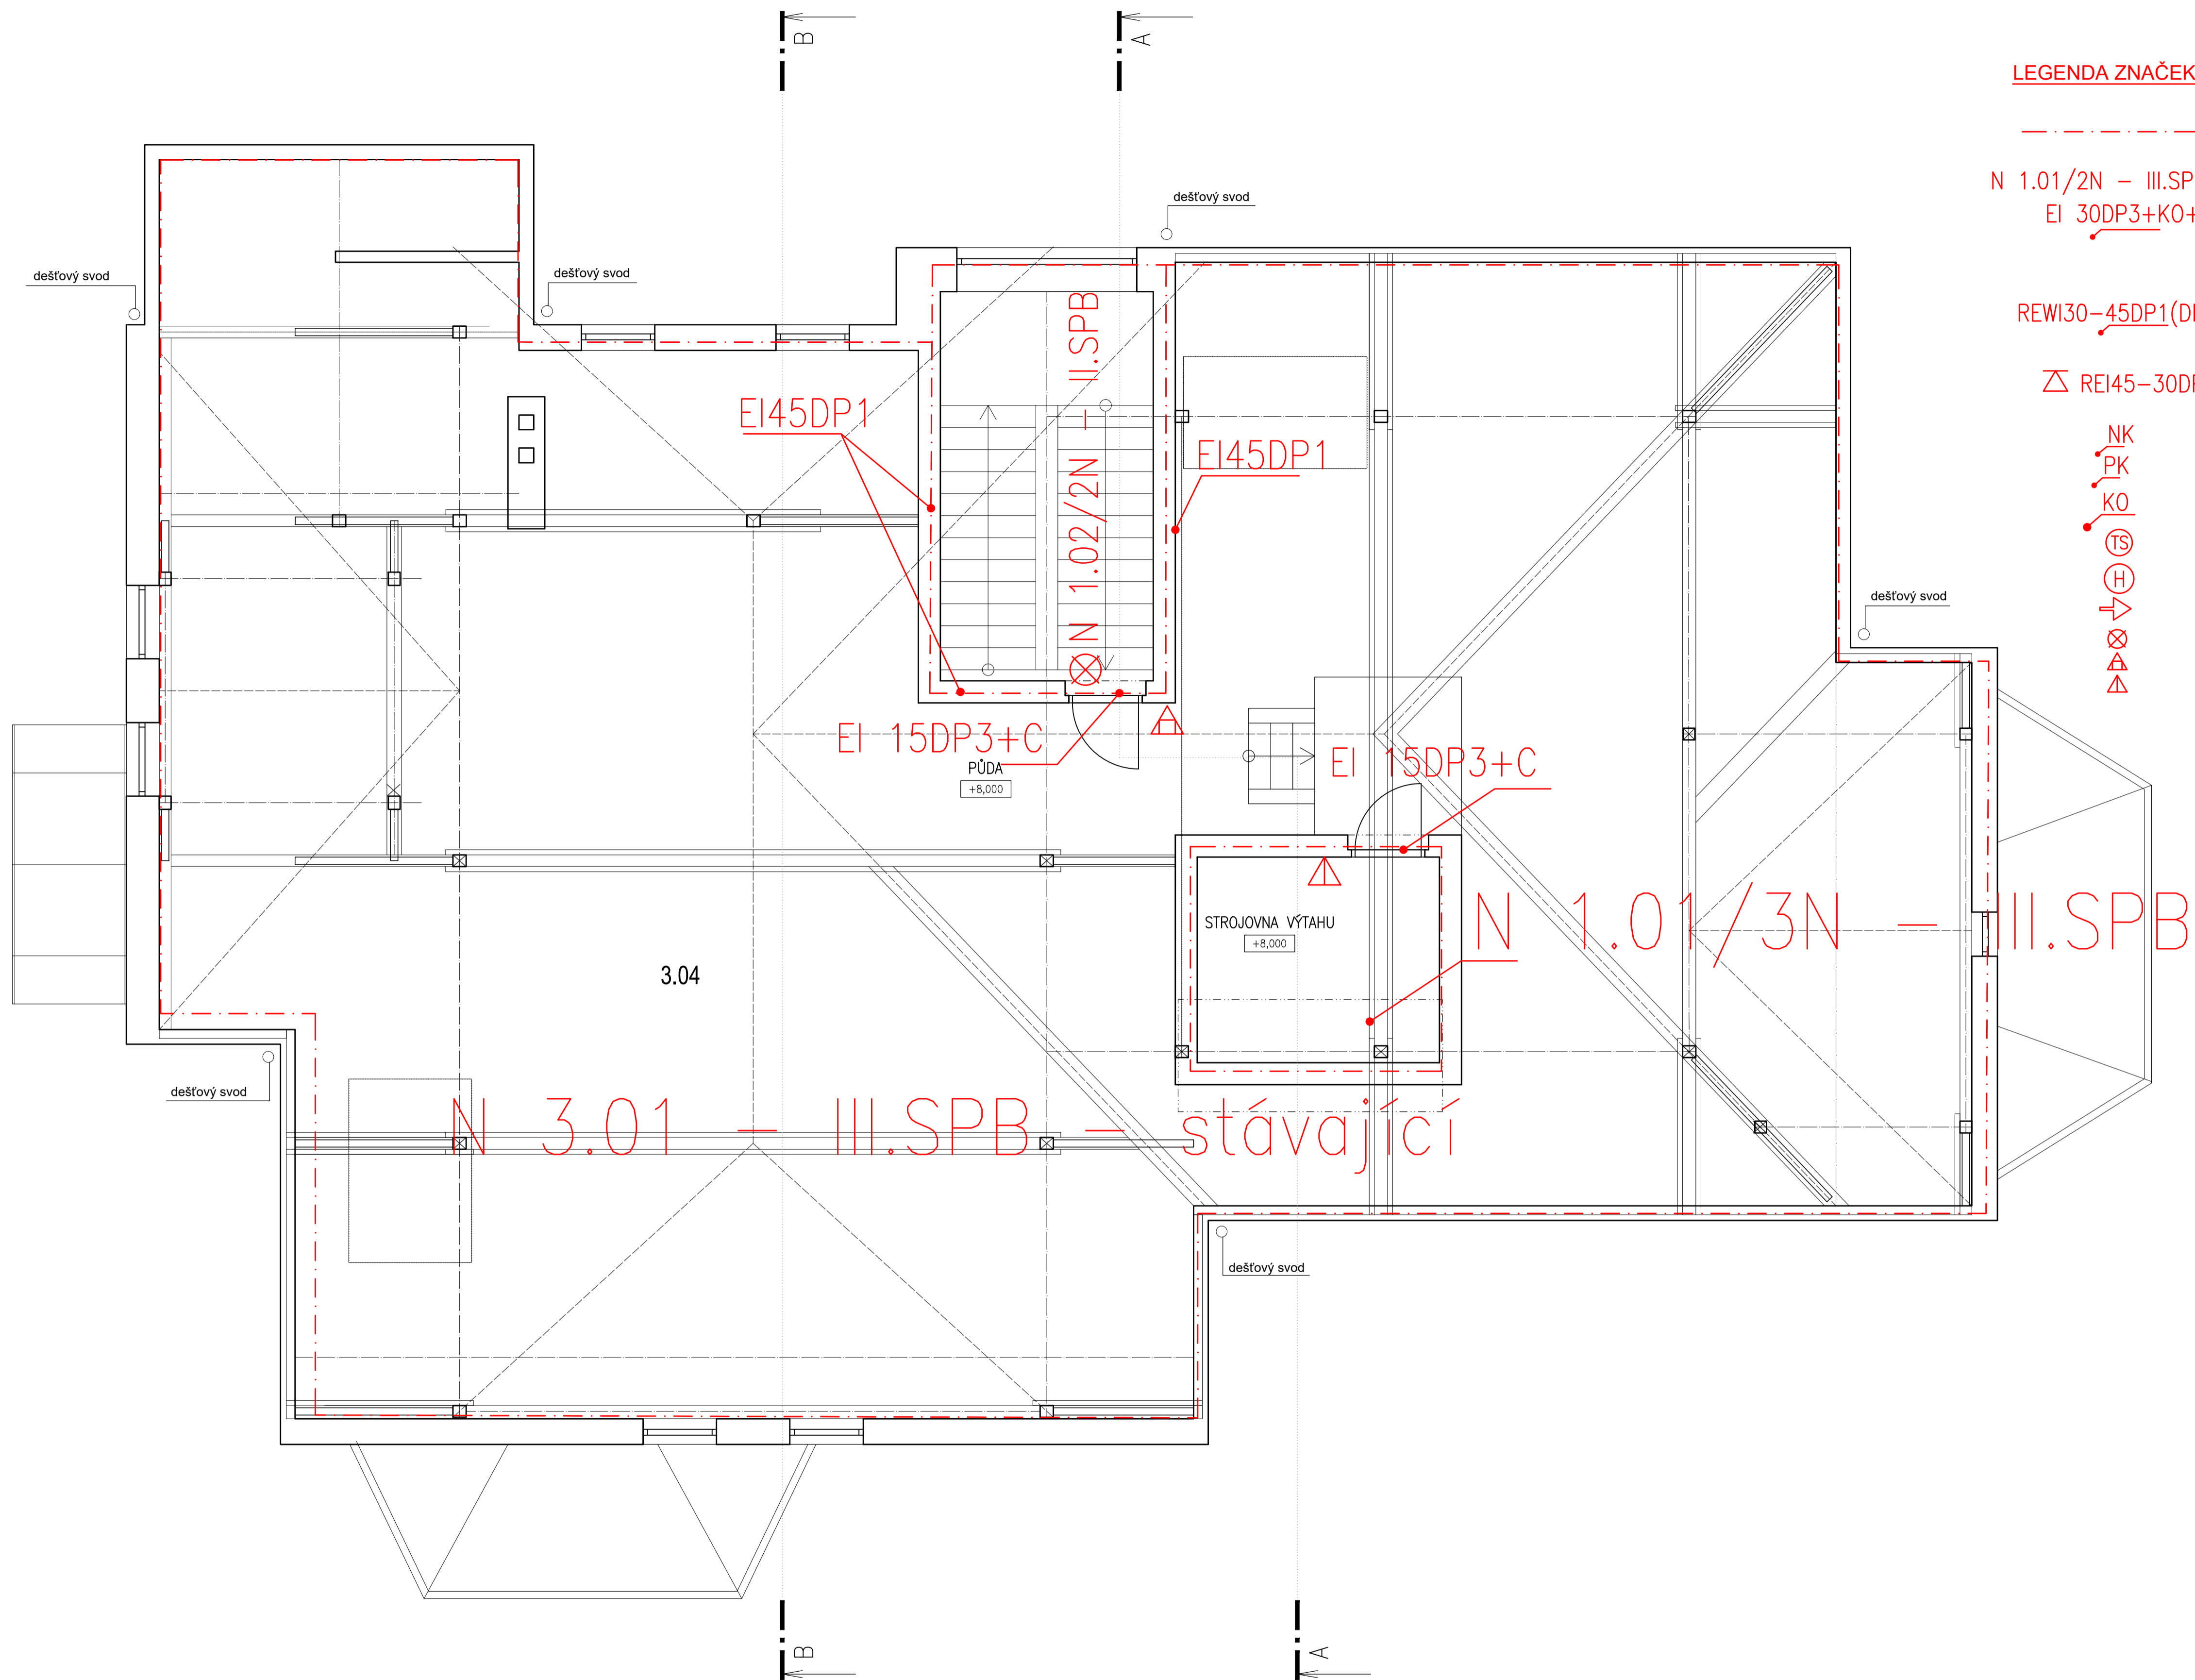 B
A
LEGENDA ZNAČEK
N 1.01/2N - III.SP
EI 30DP3+KO+
dešťový svod
dešťový svod
dešťový svod
REWI30-45DP1(D
REI45-30D
NK
PK
KO
TS
H
EI45DP1
EI45DP1
N 1.02/2N - II.SPB
dešťový svod
EI 15DP3+C
PŮDA
+8,000
EI 15DP3+C
STROJOVNA VÝTAHU
+8,000
N 1.01/3N - III.SPB
3.04
dešťový svod
N 3.01 - III.SPB - stávající
dešťový svod
B
A